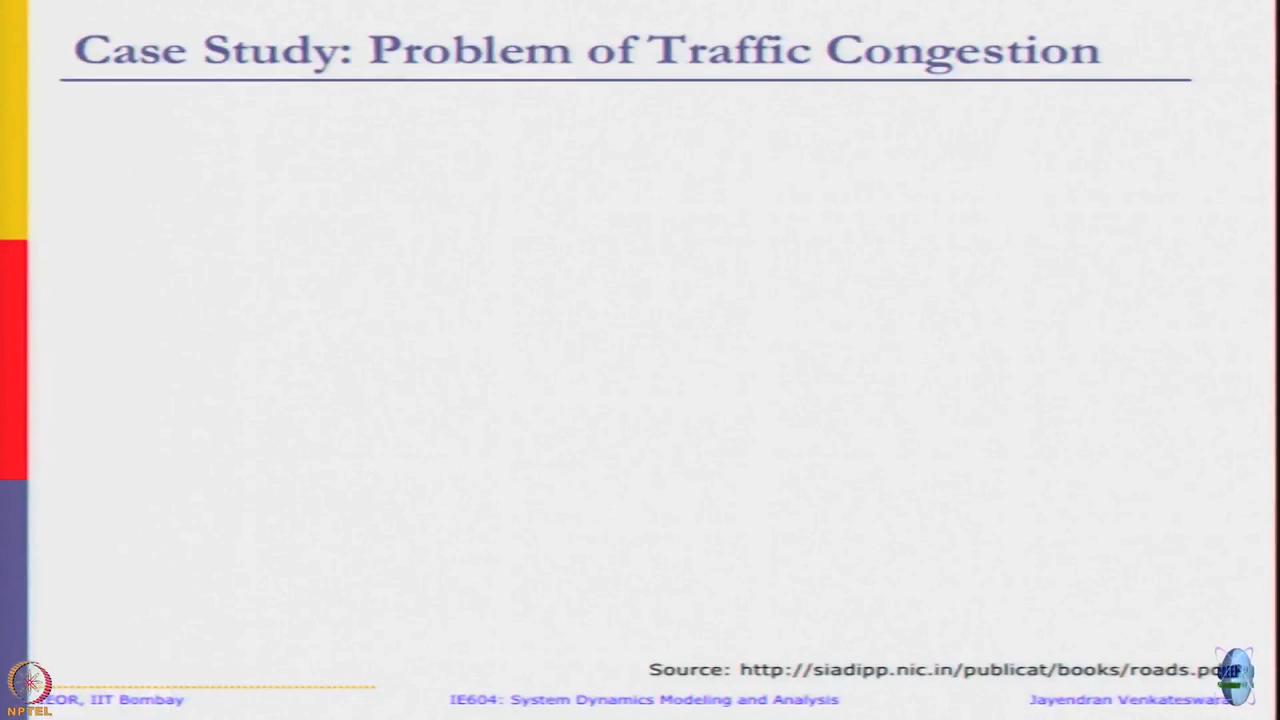 Case Study: Problem of Traffic Congestion
Source: http://siadipp.nic.in/publicat/books/roads.pdf
IEOR, IIT Bombay
IE604: System Dynamics Modeling and Analysis
Jayendran Venkateswaran
NPTEL